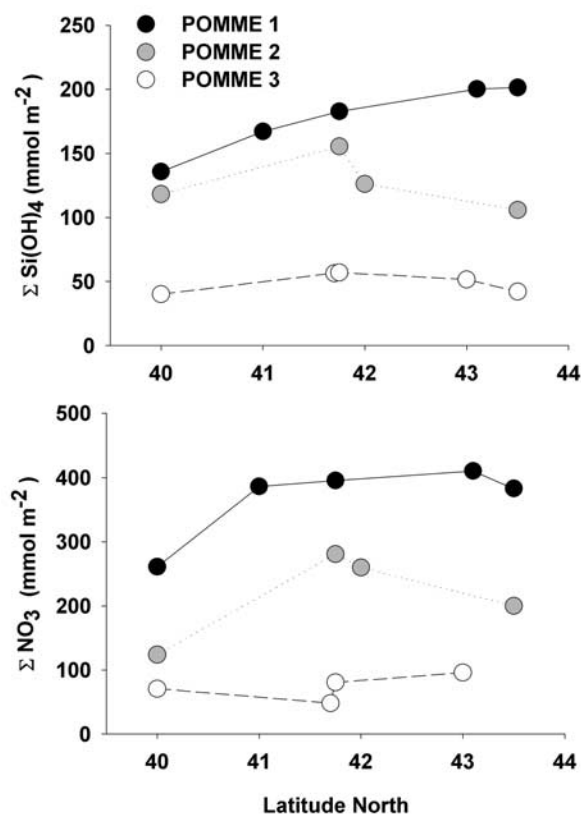 POMME 1
POMME 2
POMME 3
Σ Si(OH)4 (mmol m-2)
250
200
150
100
50
0
40 41 42 43 44
Σ NO3 (mmol m-2)
500
400
300
200
100
0
40 41 42 43 44
Latitude North